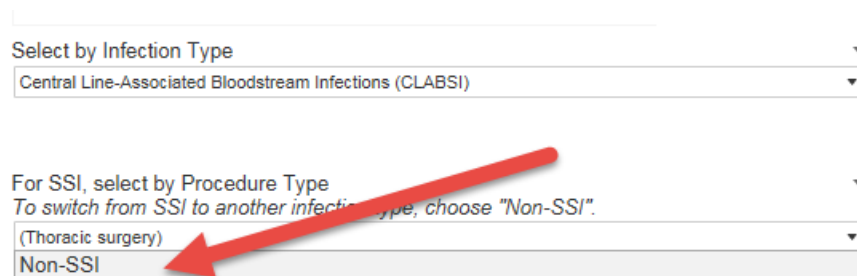 Select by Infection Type
Central Line-Associated Bloodstream Infections (CLABSI)
For SSI, select by Procedure Type
To switch from SSI to another infection type, choose "Non-SSI".
(Thoracic surgery)
Non-SSI